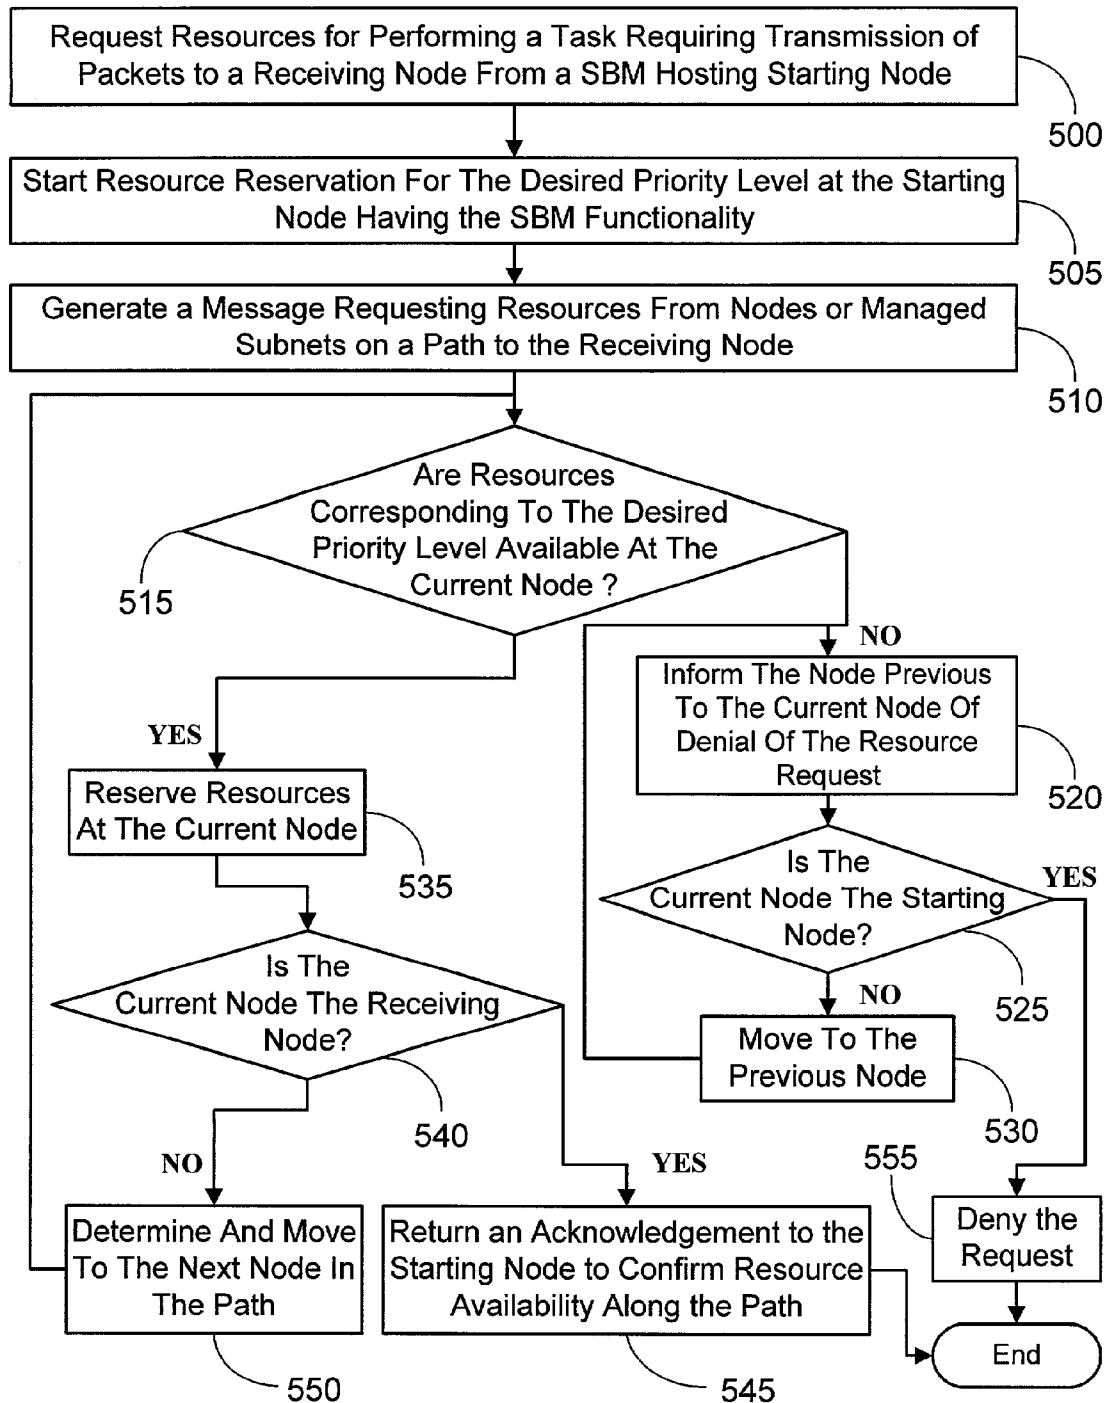 Request Resources for Performing a Task Requiring Transmission of
Packets to a Receiving Node From a SBM Hosting Starting Node
500
Start Resource Reservation For The Desired Priority Level at the Starting
Node Having the SBM Functionality
505
Generate a Message Requesting Resources From Nodes or Managed
Subnets on a Path to the Receiving Node
510
Are Resources
Corresponding To The Desired
Priority Level Available At The
Current Node ?
515
NO
Inform The Node Previous
To The Current Node Of
Denial Of The Resource
Request
520
YES
Reserve Resources
At The Current Node
535
Is The
Current Node The Starting
Node?
YES
525
NO
Move To The
Previous Node
530
Is The
Current Node The Receiving
Node?
540
NO
YES
555
Deny the
Request
Determine And Move
To The Next Node In
The Path
550
Return an Acknowledgement to the
Starting Node to Confirm Resource
Availability Along the Path
545
End